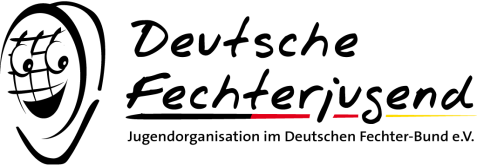 Deutsche
Fechterjugend
Jugendorganisation im Deutschen Fechter-Bund e.V.